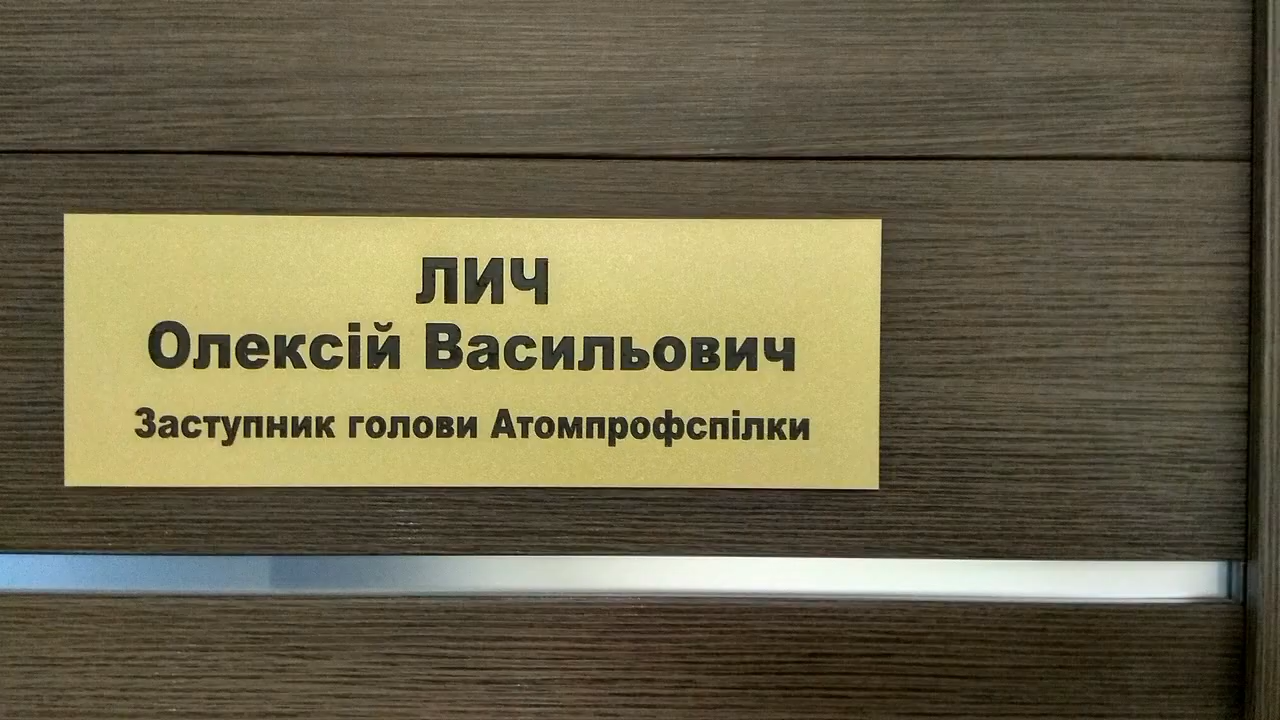 ЛИЧ
Олексій Васильович
Заступник голови Атомпрофспілки